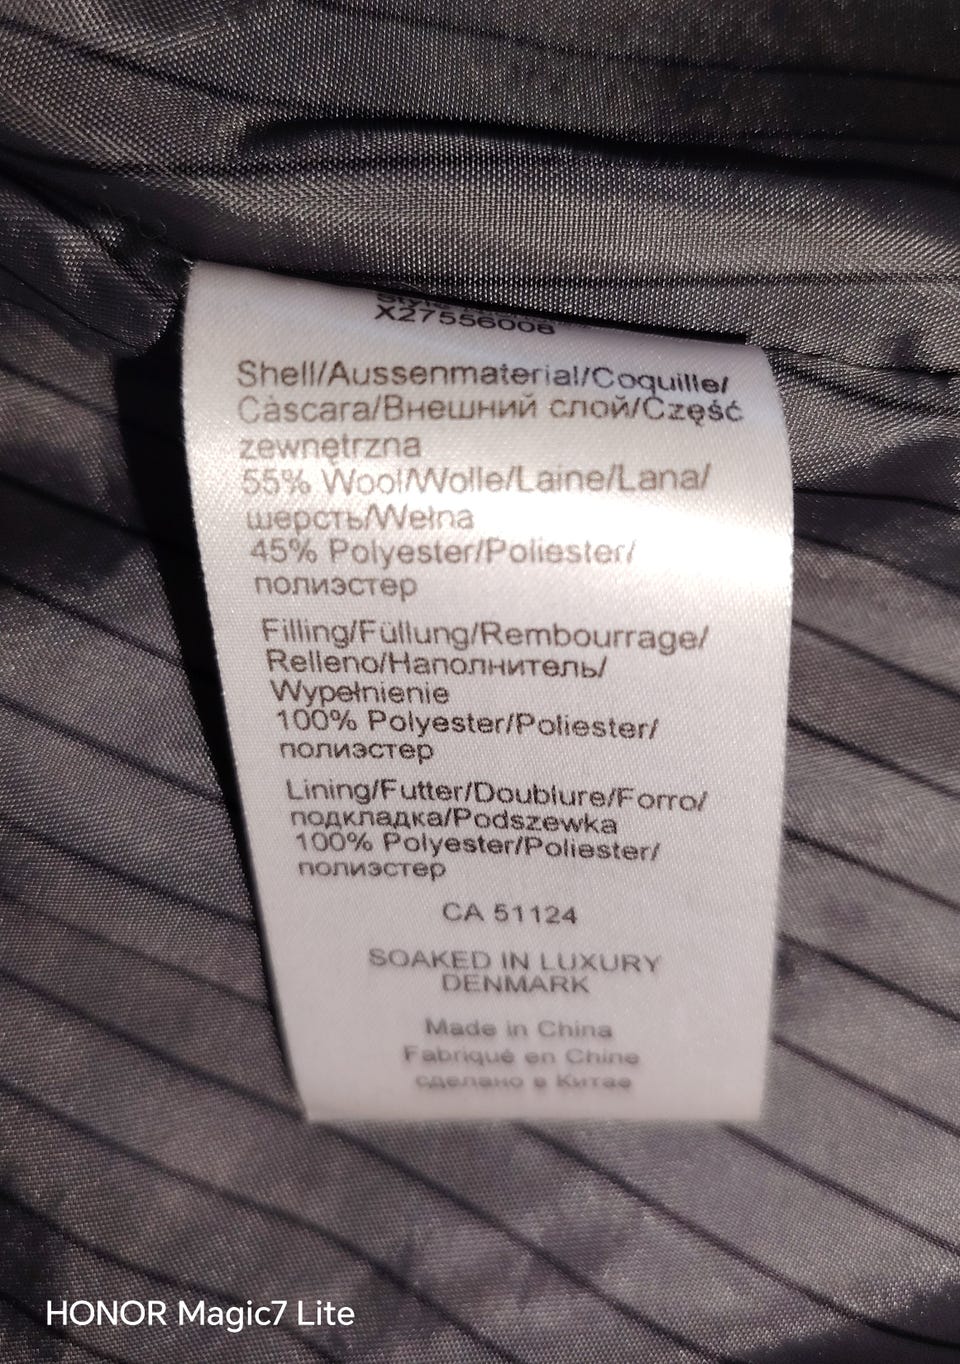 Style
X27556008
Shell/Aussenmaterial/Coquille/
Càscara/Внешний слой/Część
zewnętrzna
55% Wool/Wolle/Laine/Lana/
шерсть/Wełna
45% Polyester/Poliester/
полиэстер
Filling/Füllung/Rembourrage/
Relleno/Наполнитель/
Wypełnienie
100% Polyester/Poliester/
полиэстер
Lining/Futter/Doublure/Forro/
подкладка/Podszewka
100% Polyester/Poliester/
полиэстер
CA 51124
SOAKED IN LUXURY
DENMARK
Made in China
Fabriqué en Chine
сделано в Китае
HONOR Magic7 Lite